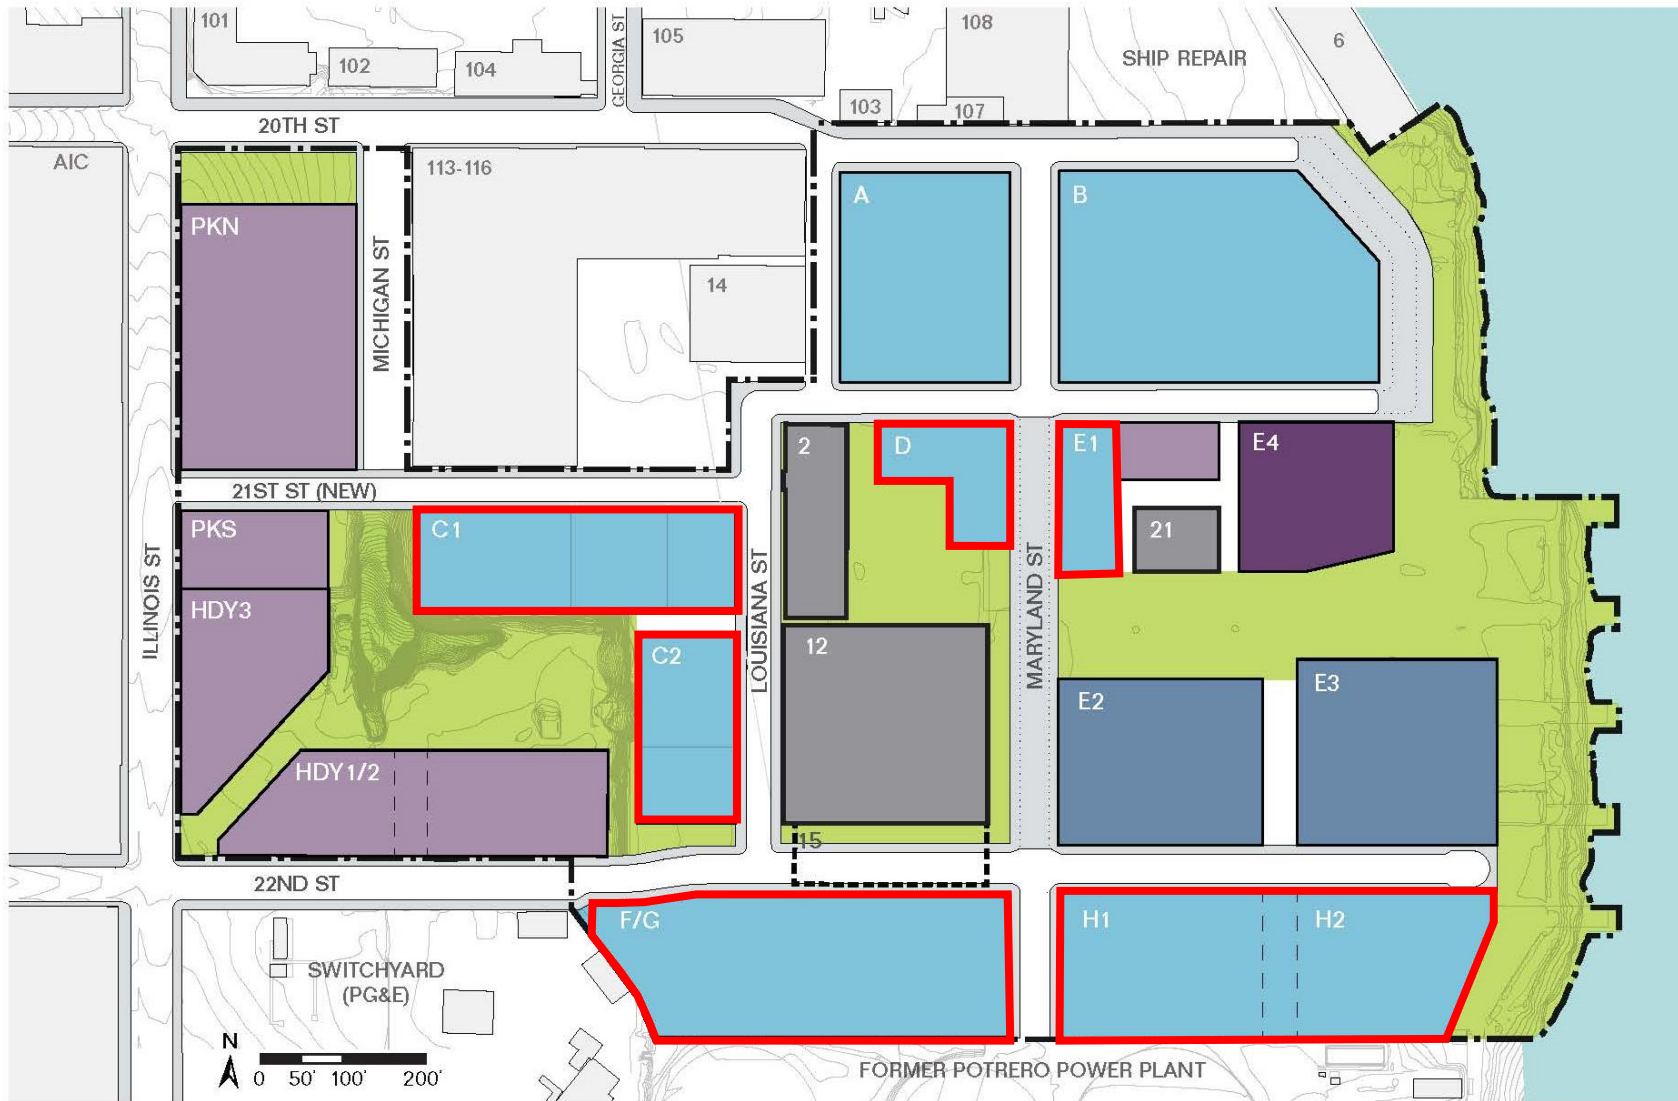 101
102
104
GEORGIA ST
105
108
SHIP REPAIR
6
103
107
20TH ST
AIC
113-116
PKN
MICHIGAN ST
14
A
B
2
D
E1
E4
21ST ST (NEW)
PKS
C1
21
ILLINOIS ST
LOUISIANA ST
MARYLAND ST
HDY3
12
C2
E2
E3
HDY1/2
15
22ND ST
F/G
H1
H2
SWITCHYARD
(PG&E)
N
0 50' 100' 200'
FORMER POTRERO POWER PLANT